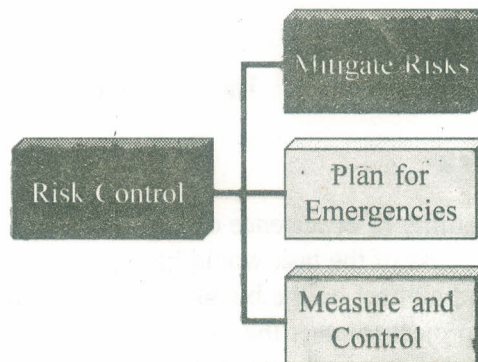 Mitigate Risks
Risk Control
Plan for
Emergencies
Measure and
Control